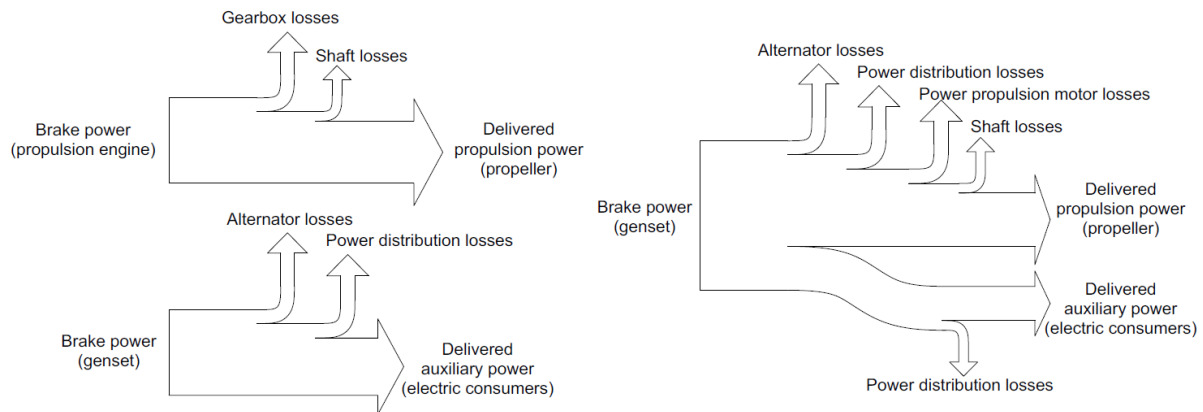 Gearbox losses
Shaft losses
Brake power
(propulsion engine)
Delivered
propulsion power
(propeller)
Alternator losses
Power distribution losses
Brake power
(genset)
Delivered
auxiliary power
(electric consumers)
Alternator losses
Power distribution losses
Power propulsion motor losses
Shaft losses
Brake power
(genset)
Delivered
propulsion power
(propeller)
Delivered
auxiliary power
(electric consumers)
Power distribution losses